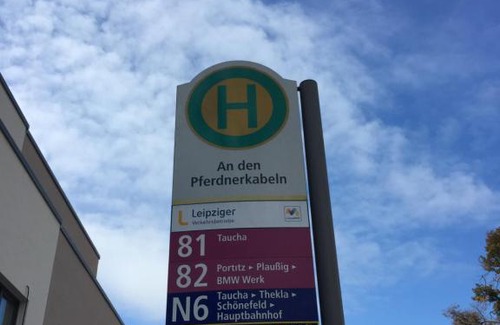 H
An den
Pferdnerkabeln
Leipziger
Verkehrsbetriebe
81 Taucha
82 Portitz ▸ Plaußig ▸
BMW Werk
N6 Taucha ▸ Thekla ▸
Schönefeld ▸
Hauptbahnhof